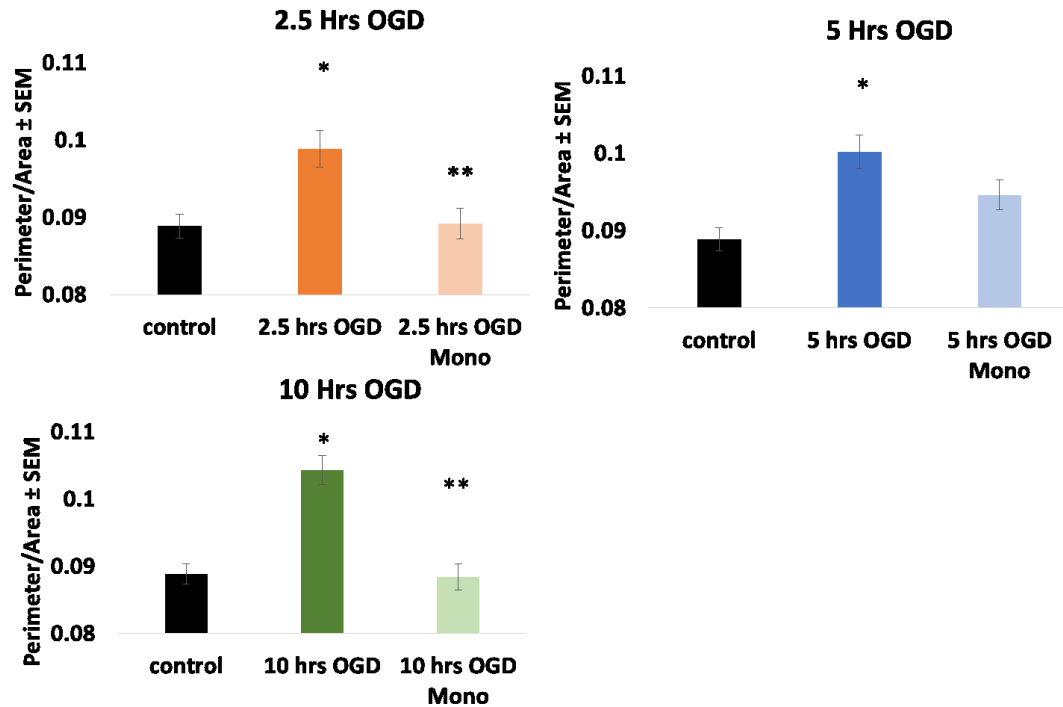 2.5 Hrs OGD
Perimeter/Area ± SEM
0.11
0.1
0.09
0.08
*
**
control
2.5 hrs OGD
2.5 hrs OGD
Mono
5 Hrs OGD
Perimeter/Area ± SEM
0.11
0.1
0.09
0.08
*
control
5 hrs OGD
5 hrs OGD
Mono
10 Hrs OGD
Perimeter/Area ± SEM
0.11
0.1
0.09
0.08
*
**
control
10 hrs OGD
10 hrs OGD
Mono